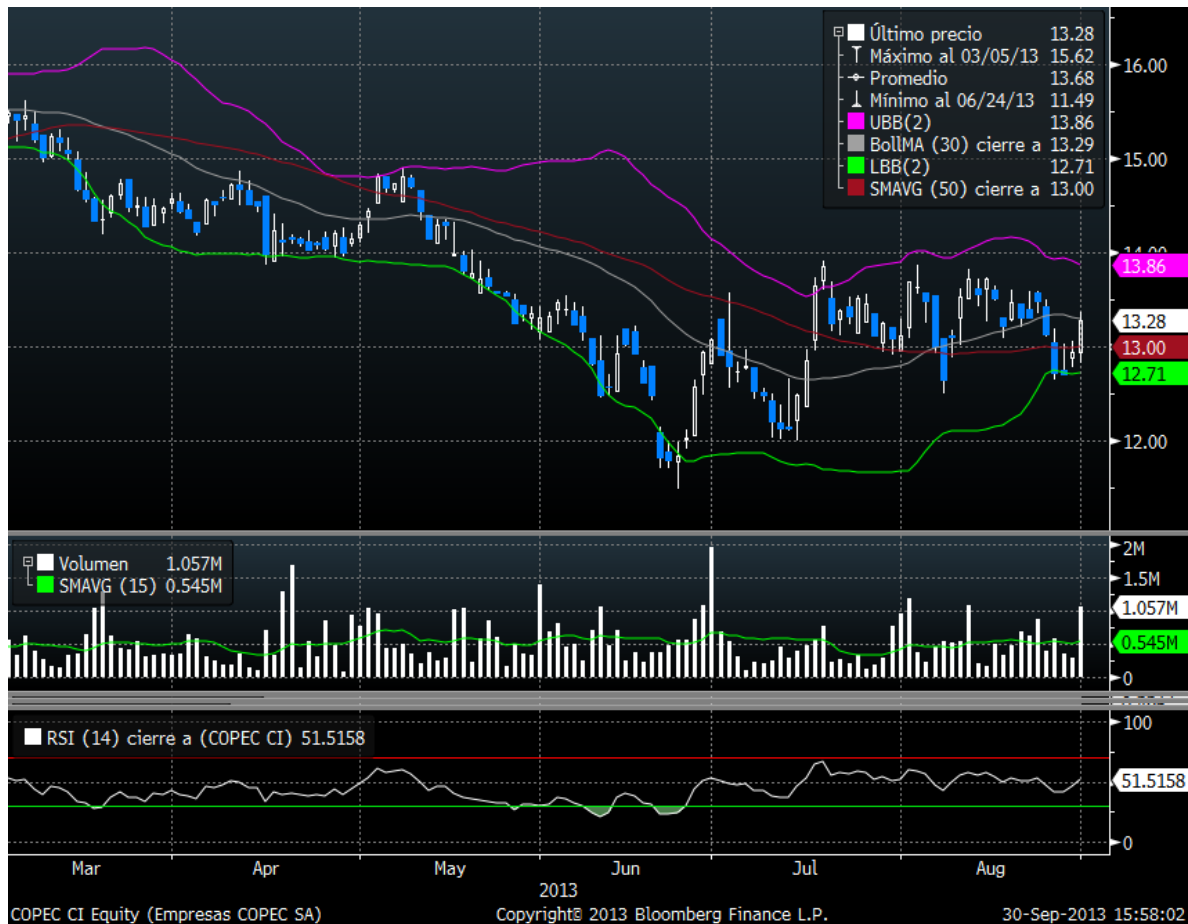 Último precio 13.28
Máximo al 03/05/13 15.62
Promedio 13.68
Mínimo al 06/24/13 11.49
UBB(2) 13.86
BollMA (30) cierre a 13.29
LBB(2) 12.71
SMAVG (50) cierre a 13.00
16.00
15.00
14.00
13.86
13.28
13.00
12.71
12.00
Volumen 1.057M
SMAVG (15) 0.545M
2M
1.5M
1.057M
0.545M
0
RSI (14) cierre a (COPEC CI) 51.5158
100
51.5158
0
Mar Apr May Jun Jul Aug
2013
COPEC CI Equity (Empresas COPEC SA) Copyright© 2013 Bloomberg Finance L.P. 30-Sep-2013 15:58:02